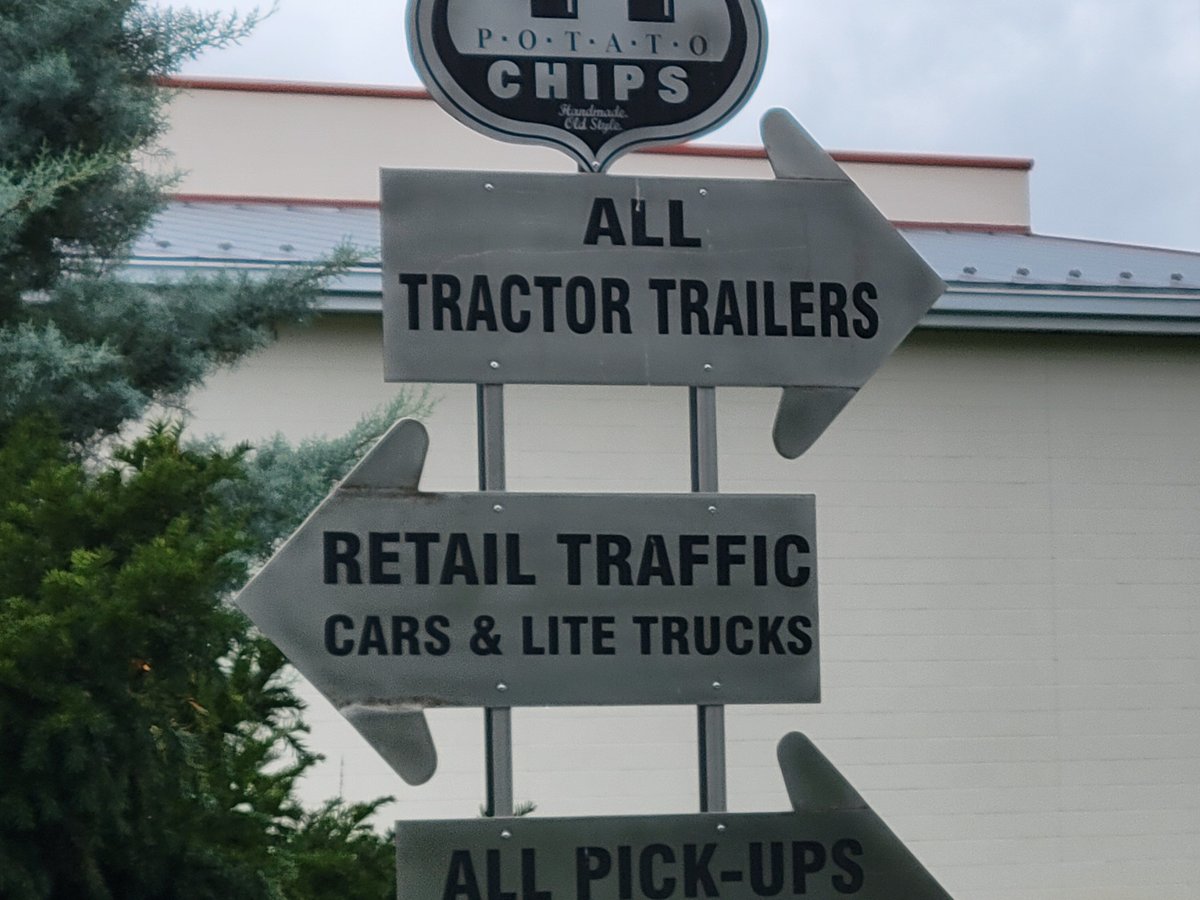 P·O·T·A·T·O
CHIPS
Handmade.
Old Style.
ALL
TRACTOR TRAILERS
RETAIL TRAFFIC
CARS & LITE TRUCKS
ALL PICK-UPS